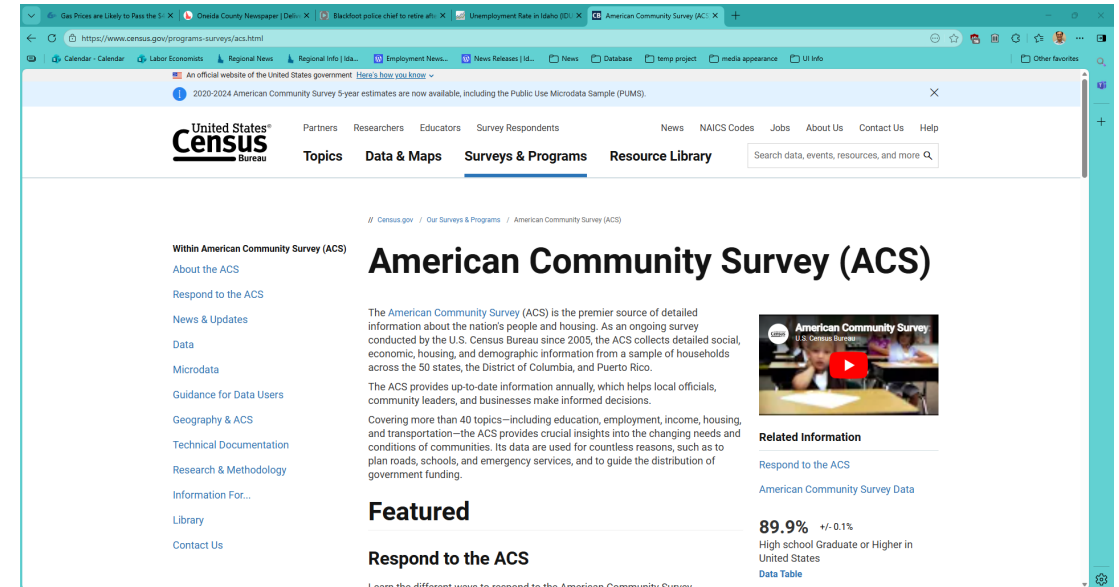 Gas Prices are Likely to Pass the $4
Oneida County Newspaper | Deliv
Blackfoot police chief to retire afte
Unemployment Rate in Idaho (IDU
American Community Survey (ACS
https://www.census.gov/programs-surveys/acs.html
Calendar - Calendar
Labor Economists
Regional News
Regional Info | Ida...
Employment News...
News Releases | Id...
News
Database
temp project
media appearance
UI Info
Other favorites
An official website of the United States government Here's how you know
2020-2024 American Community Survey 5-year estimates are now available, including the Public Use Microdata Sample (PUMS).
United States®
Census
Bureau
Partners Researchers Educators Survey Respondents
News NAICS Codes Jobs About Us Contact Us Help
Topics Data & Maps Surveys & Programs Resource Library
Search data, events, resources, and more
// Census.gov / Our Surveys & Programs / American Community Survey (ACS)
Within American Community Survey (ACS)
About the ACS
Respond to the ACS
News & Updates
Data
Microdata
Guidance for Data Users
Geography & ACS
Technical Documentation
Research & Methodology
Information For...
Library
Contact Us
American Community Survey (ACS)
The American Community Survey (ACS) is the premier source of detailed
information about the nation's people and housing. As an ongoing survey
conducted by the U.S. Census Bureau since 2005, the ACS collects detailed social,
economic, housing, and demographic information from a sample of households
across the 50 states, the District of Columbia, and Puerto Rico.
The ACS provides up-to-date information annually, which helps local officials,
community leaders, and businesses make informed decisions.
Covering more than 40 topics—including education, employment, income, housing,
and transportation—the ACS provides crucial insights into the changing needs and
conditions of communities. Its data are used for countless reasons, such as to
plan roads, schools, and emergency services, and to guide the distribution of
government funding.
Featured
Respond to the ACS
Learn the different ways to respond to the American Community Survey
American Community Survey
U.S. Census Bureau
Related Information
Respond to the ACS
American Community Survey Data
89.9% +/- 0.1%
High school Graduate or Higher in
United States
Data Table